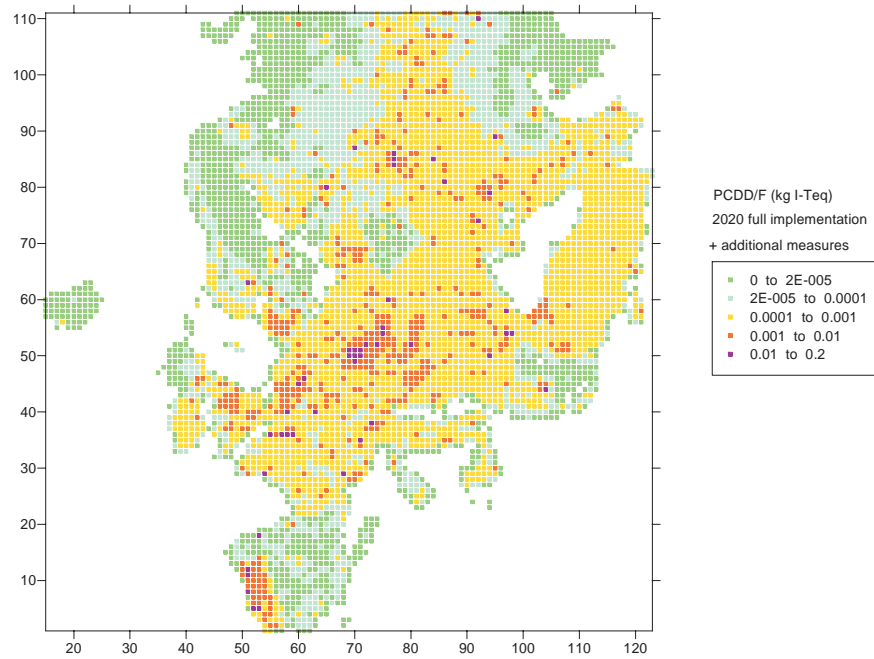 110
100
90
80
70
60
50
40
30
20
10
20 30 40 50 60 70 80 90 100 110 120
PCDD/F (kg I-Teq)
2020 full implementation
+ additional measures
0 to 2E-005
2E-005 to 0.0001
0.0001 to 0.001
0.001 to 0.01
0.01 to 0.2